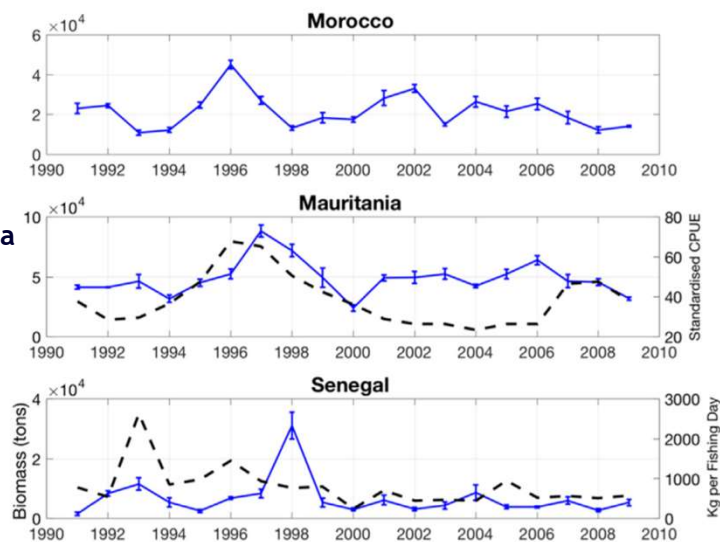 Morocco
×10⁴
6
4
2
0
1990 1992 1994 1996 1998 2000 2002 2004 2006 2008 2010
a
Mauritania
×10⁴
10
5
0
80
60
40
20
Standardised CPUE
1990 1992 1994 1996 1998 2000 2002 2004 2006 2008 2010
Senegal
×10⁴
4
2
0
Biomass (tons)
3000
2000
1000
0
Kg per Fishing Day
1990 1992 1994 1996 1998 2000 2002 2004 2006 2008 2010